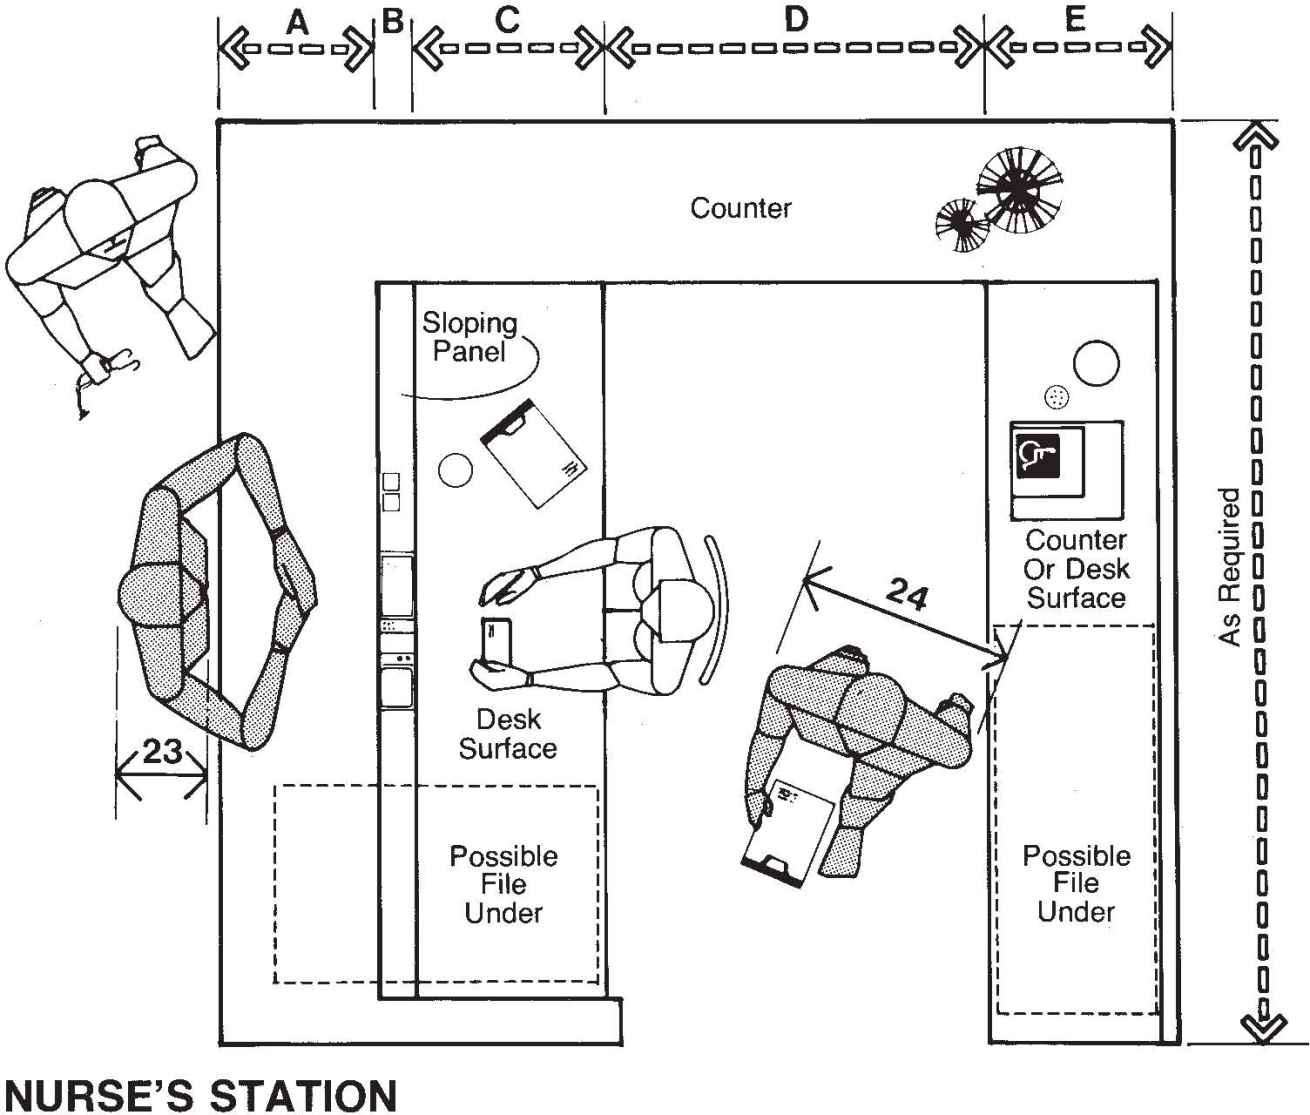 A B C D E
Counter
Sloping
Panel
As Required
Counter
Or Desk
Surface
24
Desk
Surface
23
Possible
File
Under
Possible
File
Under
NURSE'S STATION